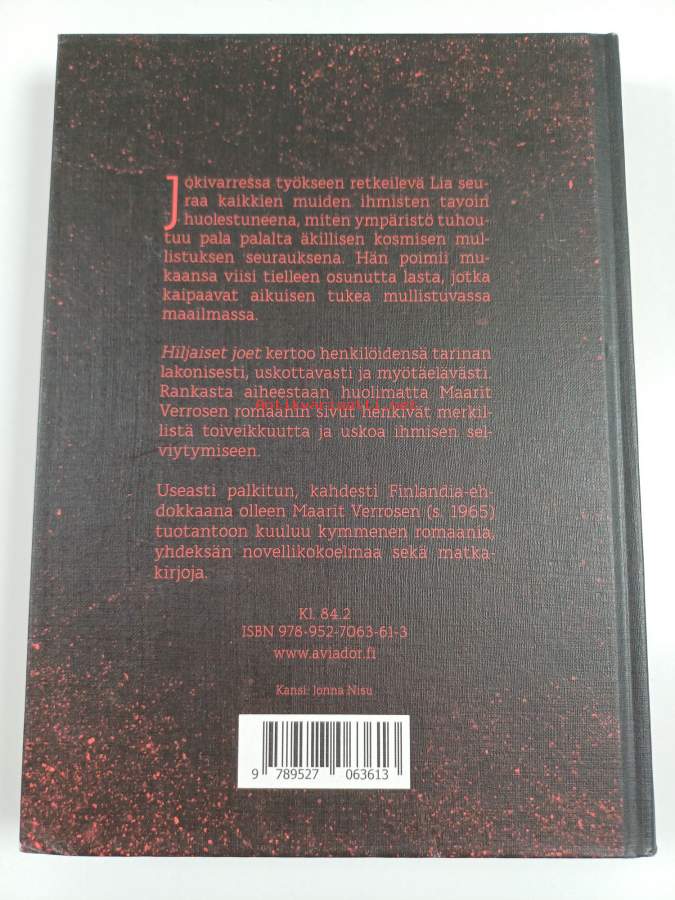 Jokivarressa työkseen retkeilevä Lia seu-
raa kaikkien muiden ihmisten tavoin
huolestuneena, miten ympäristö tuhou-
tuu pala palalta äkillisen kosmisen mul-
listuksen seurauksena. Hän poimii mu-
kaansa viisi tielleen osunutta lasta, jotka
kaipaavat aikuisen tukea mullistuvassa
maailmassa.
Hiljaiset joet kertoo henkilöidensä tarinan
lakonisesti, uskottavasti ja myötäelävästi.
Rankasta aiheestaan huolimatta Maarit
Antikvariaatti.net
Verrosen romaanin sivut henkivät merkil-
listä toiveikkuutta ja uskoa ihmisen sel-
viytymiseen.
Useasti palkitun, kahdesti Finlandia-eh-
dokkaana olleen Maarit Verrosen (s. 1965)
tuotantoon kuuluu kymmenen romaania,
yhdeksän novellikokoelmaa sekä matka-
kirjoja.
Kl. 84.2
ISBN 978-952-7063-61-3
www.aviador.fi
Kansi: Jonna Nisu
9 789527 063613